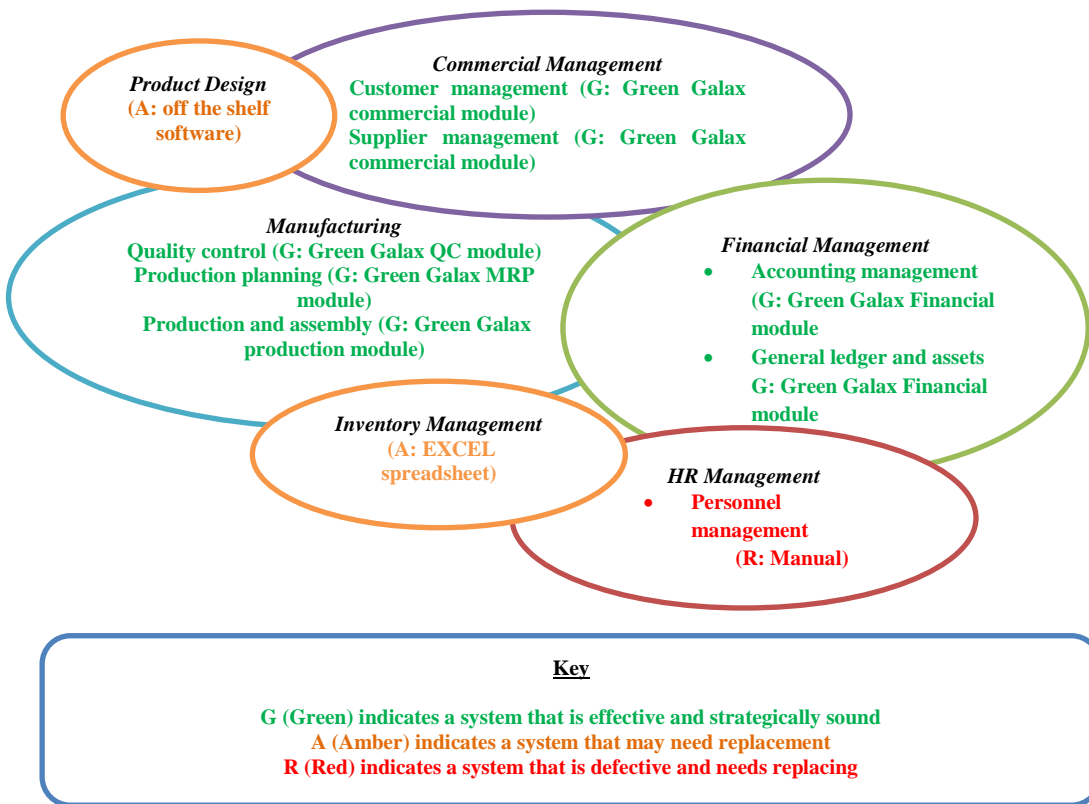 Product Design
(A: off the shelf
software)
Commercial Management
Customer management (G: Green Galax
commercial module)
Supplier management (G: Green Galax
commercial module)
Manufacturing
Quality control (G: Green Galax QC module)
Production planning (G: Green Galax MRP
module)
Production and assembly (G: Green Galax
production module)
Financial Management
• Accounting management
(G: Green Galax Financial
module
• General ledger and assets
G: Green Galax Financial
module
Inventory Management
(A: EXCEL
spreadsheet)
HR Management
• Personnel
management
(R: Manual)
Key
G (Green) indicates a system that is effective and strategically sound
A (Amber) indicates a system that may need replacement
R (Red) indicates a system that is defective and needs replacing